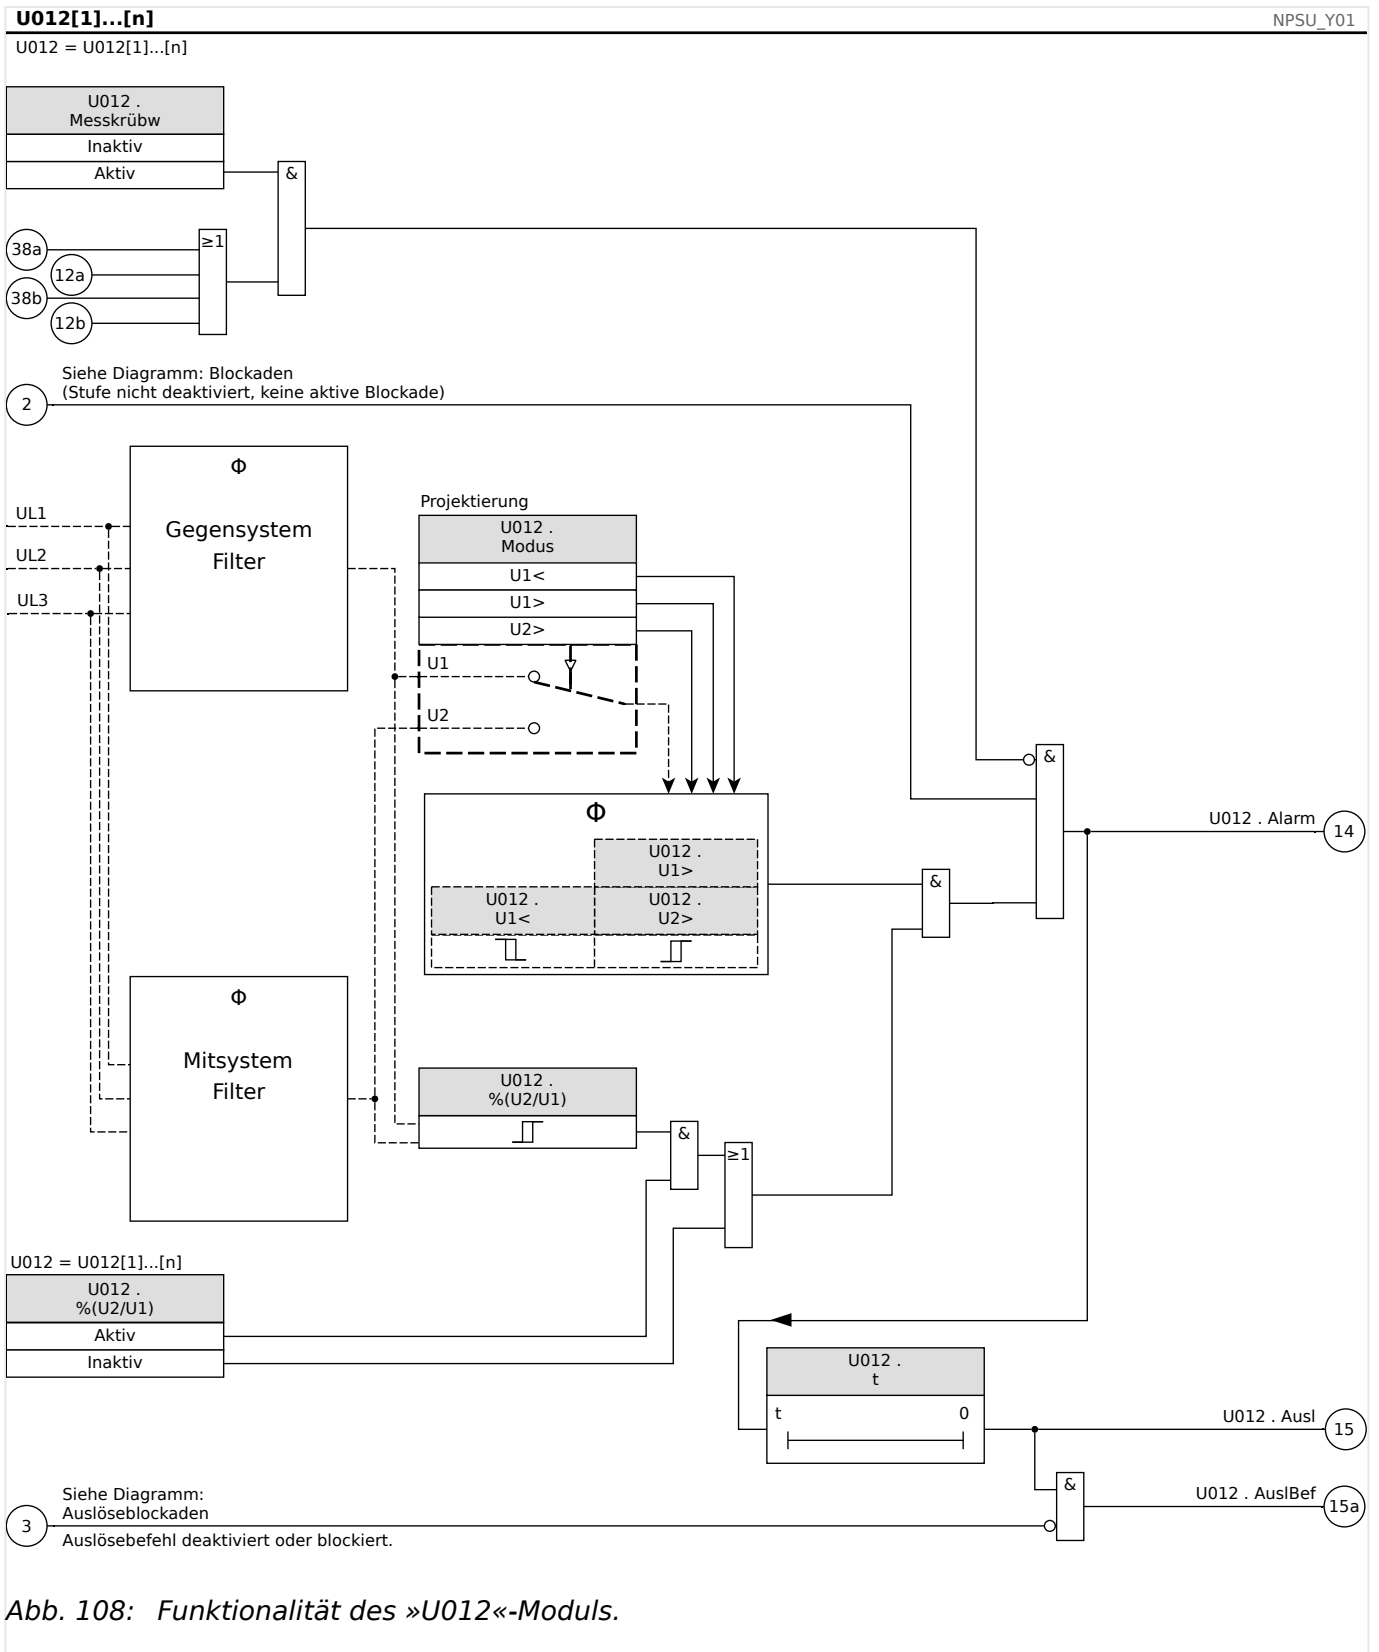 U012[1]...[n]
NPSU_Y01
U012 = U012[1]...[n]
U012 .
Messkrübw
Inaktiv
Aktiv
&
≥1
38a
12a
38b
12b
Siehe Diagramm: Blockaden
(Stufe nicht deaktiviert, keine aktive Blockade)
2
Φ
Gegensystem
Filter
UL1
UL2
UL3
Projektierung
U012 .
Modus
U1<
U1>
U2>
U1
U2
&
Φ
U012 .
U1>
U012 .
U1<
U012 .
U2>
&
U012 . Alarm
14
Φ
Mitsystem
Filter
U012 .
%(U2/U1)
&
≥1
U012 = U012[1]...[n]
U012 .
%(U2/U1)
Aktiv
Inaktiv
U012 .
t
t
0
U012 . Ausl
15
&
U012 . AuslBef
15a
Siehe Diagramm:
Auslöseblockaden
3
Auslösebefehl deaktiviert oder blockiert.
Abb. 108: Funktionalität des »U012«-Moduls.